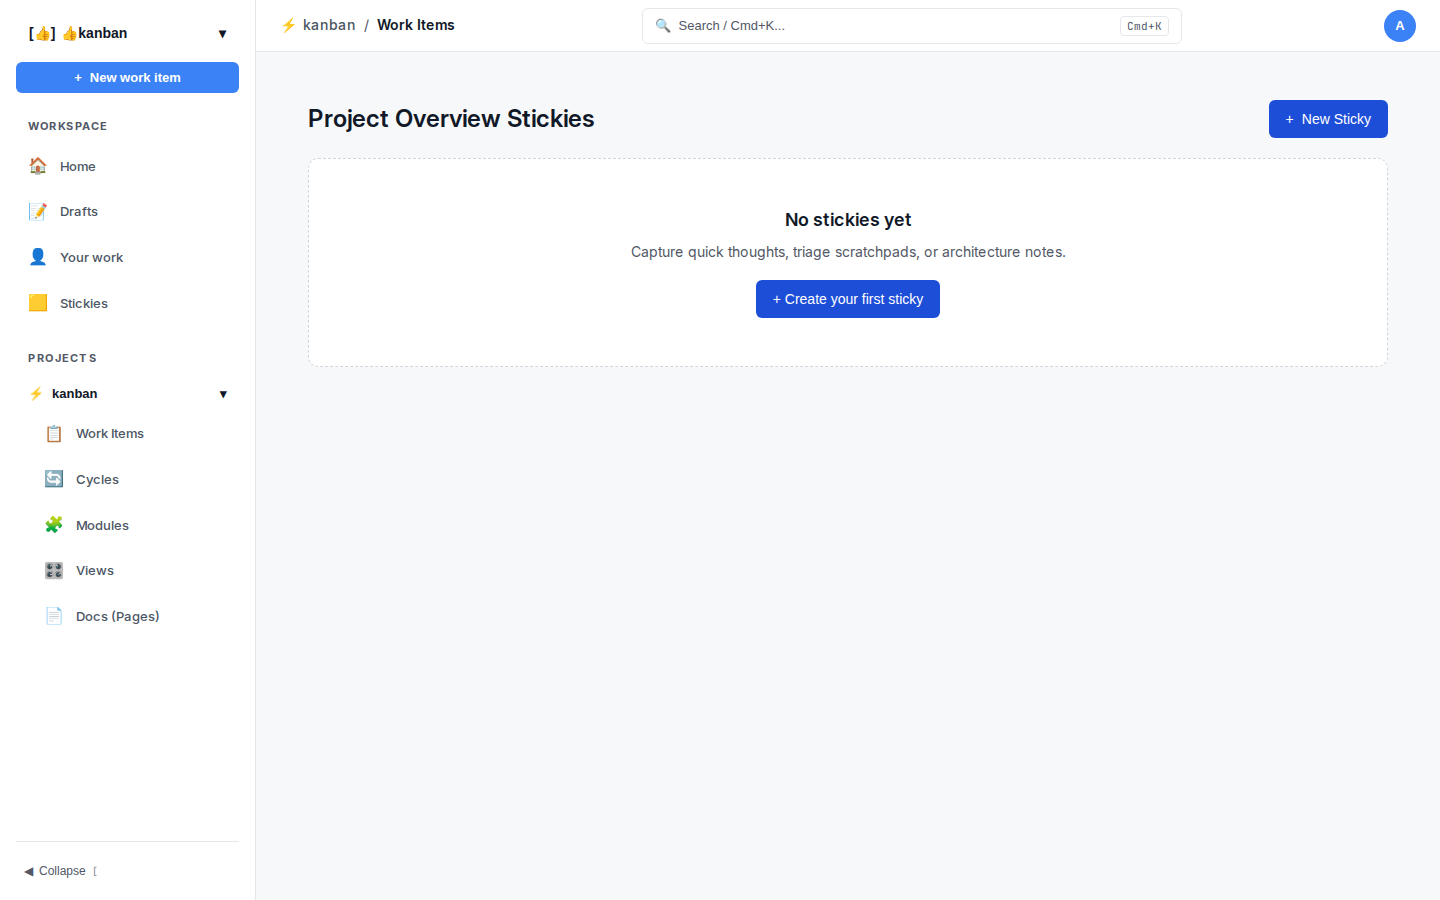 [👍] 👍kanban ▼
+ New work item
WORKSPACE
🏠 Home
📝 Drafts
👤 Your work
🟨 Stickies
PROJECTS
⚡ kanban ▼
📋 Work Items
🔄 Cycles
🧩 Modules
🎛️ Views
📄 Docs (Pages)
◀ Collapse [
⚡ kanban / Work Items
🔍 Search / Cmd+K... Cmd+K
A
Project Overview Stickies
+ New Sticky
No stickies yet
Capture quick thoughts, triage scratchpads, or architecture notes.
+ Create your first sticky